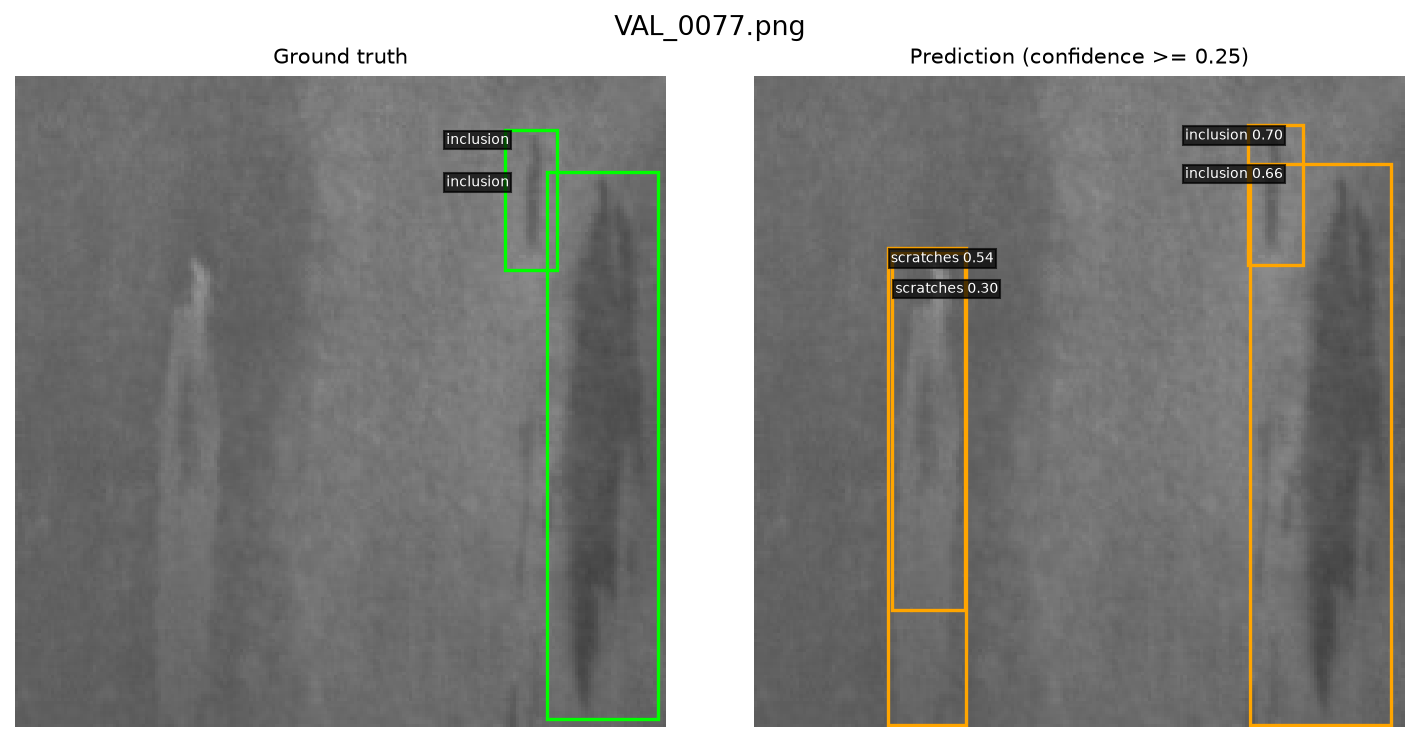 VAL_0077.png
Ground truth
Prediction (confidence >= 0.25)
inclusion
inclusion
inclusion 0.70
inclusion 0.66
scratches 0.54
scratches 0.30